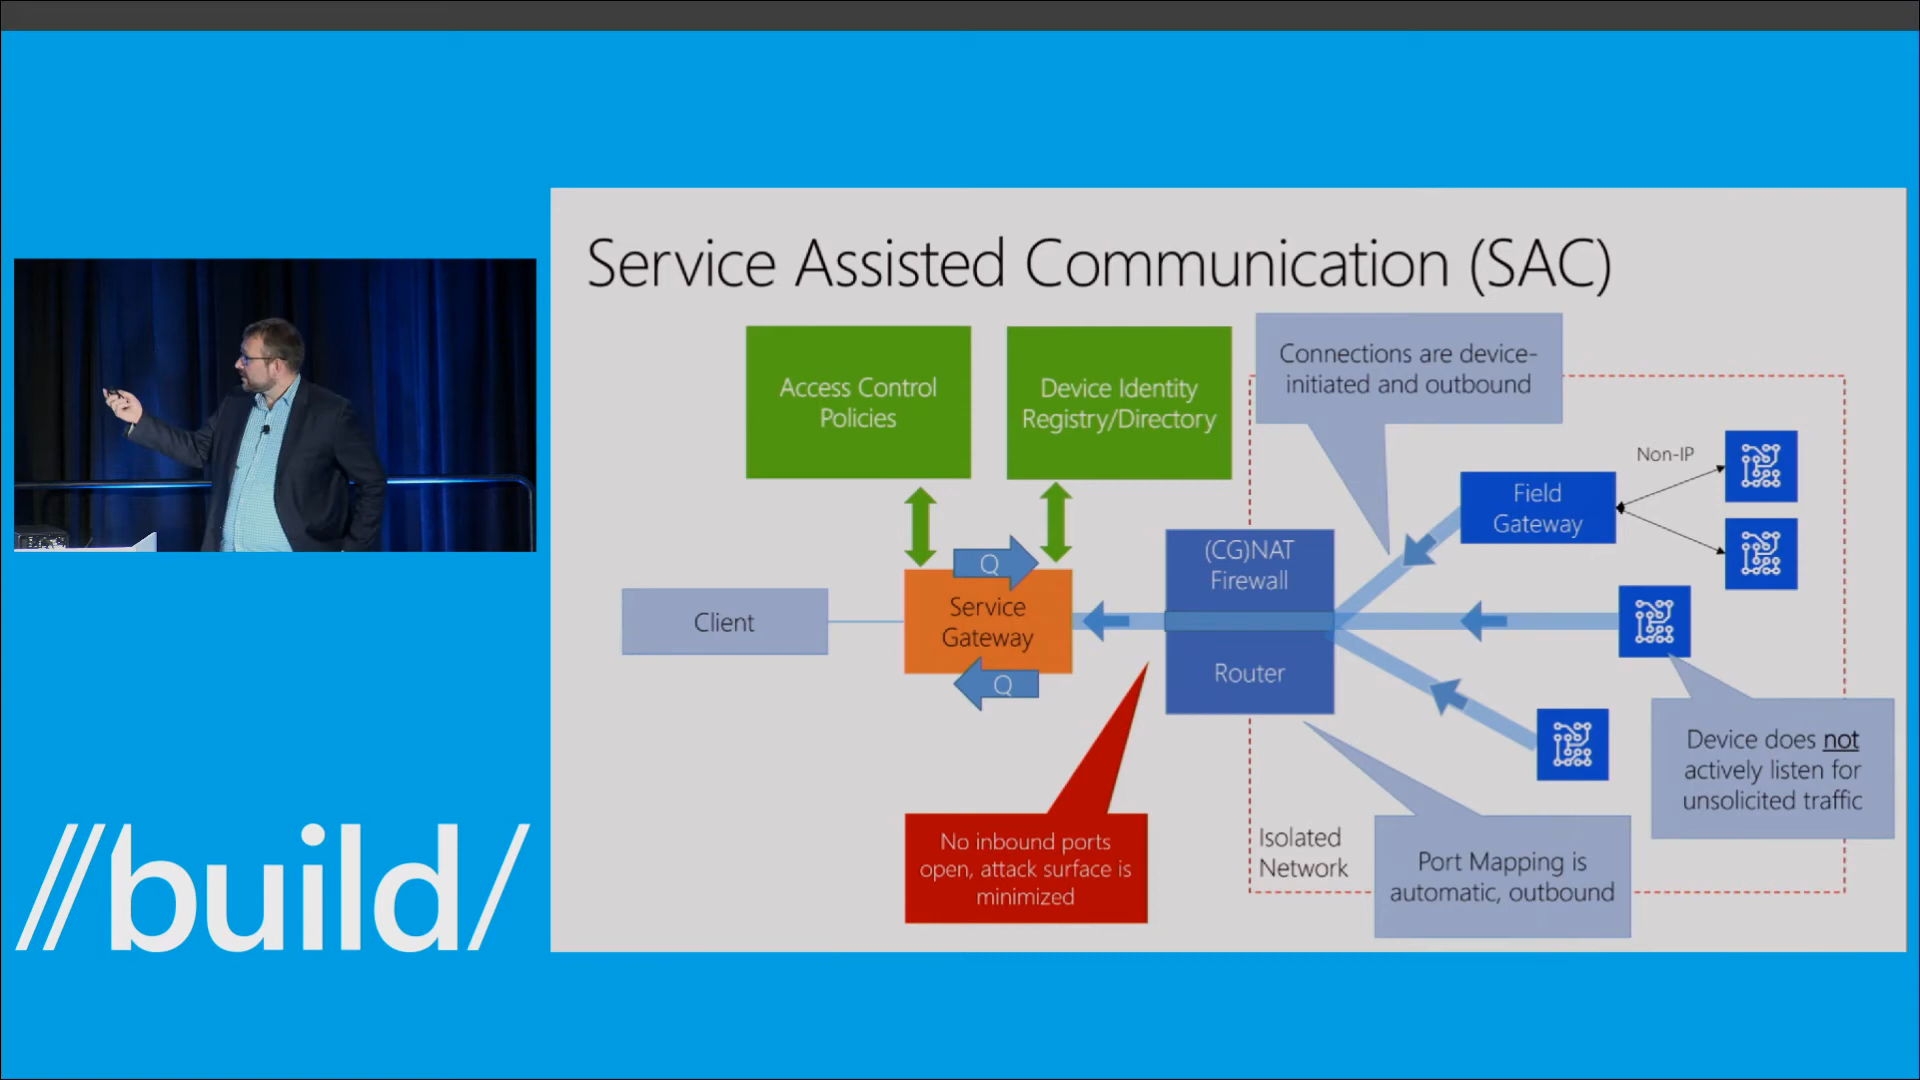 Service Assisted Communication (SAC)
Access Control
Policies
Device Identity
Registry/Directory
Connections are device-
initiated and outbound
Non-IP
Field
Gateway
(CG)NAT
Firewall
Q
Client
Service
Gateway
Q
Router
Device does not
actively listen for
unsolicited traffic
No inbound ports
open, attack surface is
minimized
Isolated
Network
Port Mapping is
automatic, outbound
//build/